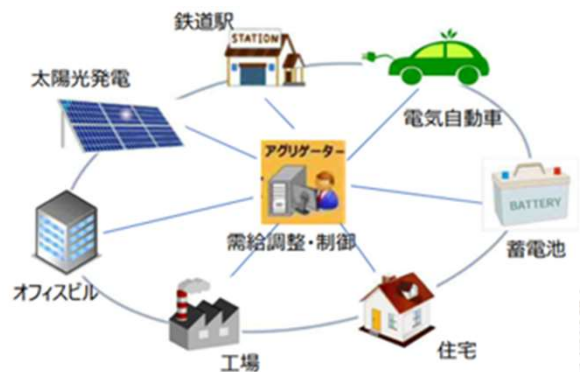 鉄道駅
STATION
太陽光発電
電気自動車
アグリゲーター
BATTERY
需給調整・制御
蓄電池
オフィスビル
工場
住宅